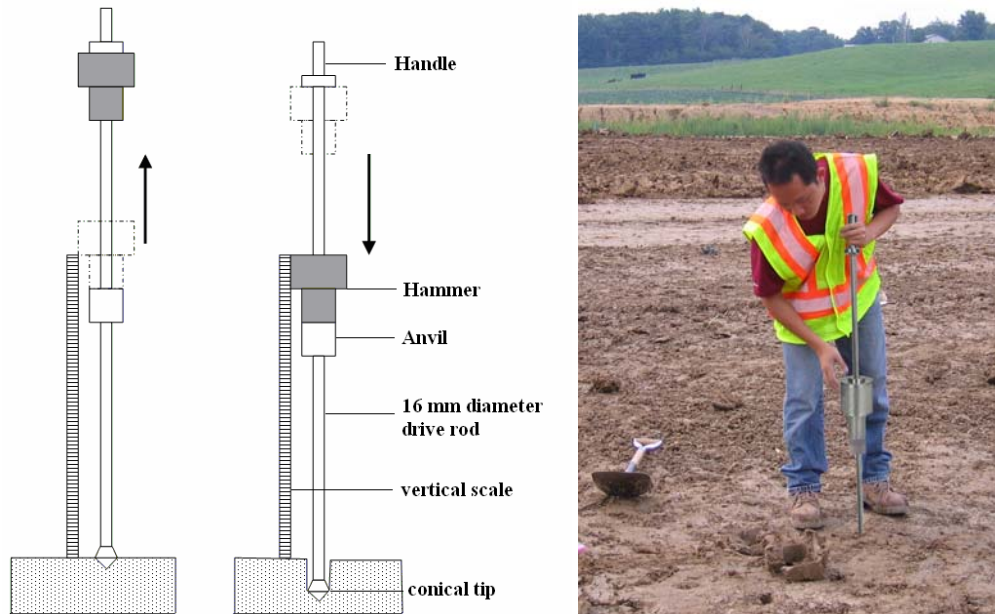 Handle
Hammer
Anvil
16 mm diameter
drive rod
vertical scale
conical tip